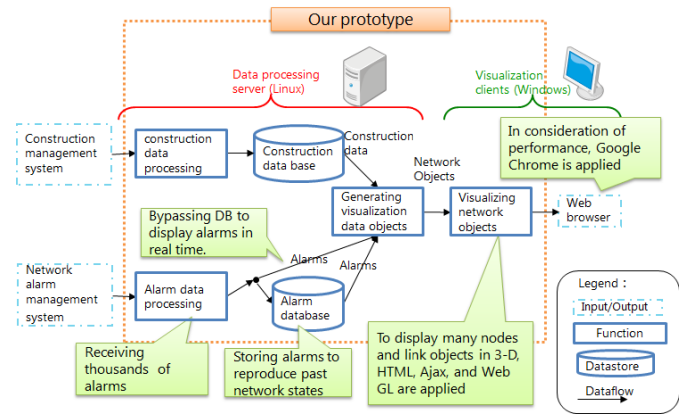 Our prototype
Data processing
server (Linux)
Visualization
clients (Windows)
Construction
management
system
construction
data
processing
Construction
data base
Construction
data
In consideration of
performance, Google
Chrome is applied
Network
Objects
Generating
visualization
data objects
Visualizing
network
objects
Web
browser
Bypassing DB to
display alarms in
real time.
Alarms
Alarms
Network
alarm
management
system
Alarm data
processing
Alarm
database
Receiving
thousands of
alarms
Storing alarms to
reproduce past
network states
To display many nodes
and link objects in 3-D,
HTML, Ajax, and Web
GL are applied
Legend :
Input/Output
Function
Datastore
Dataflow